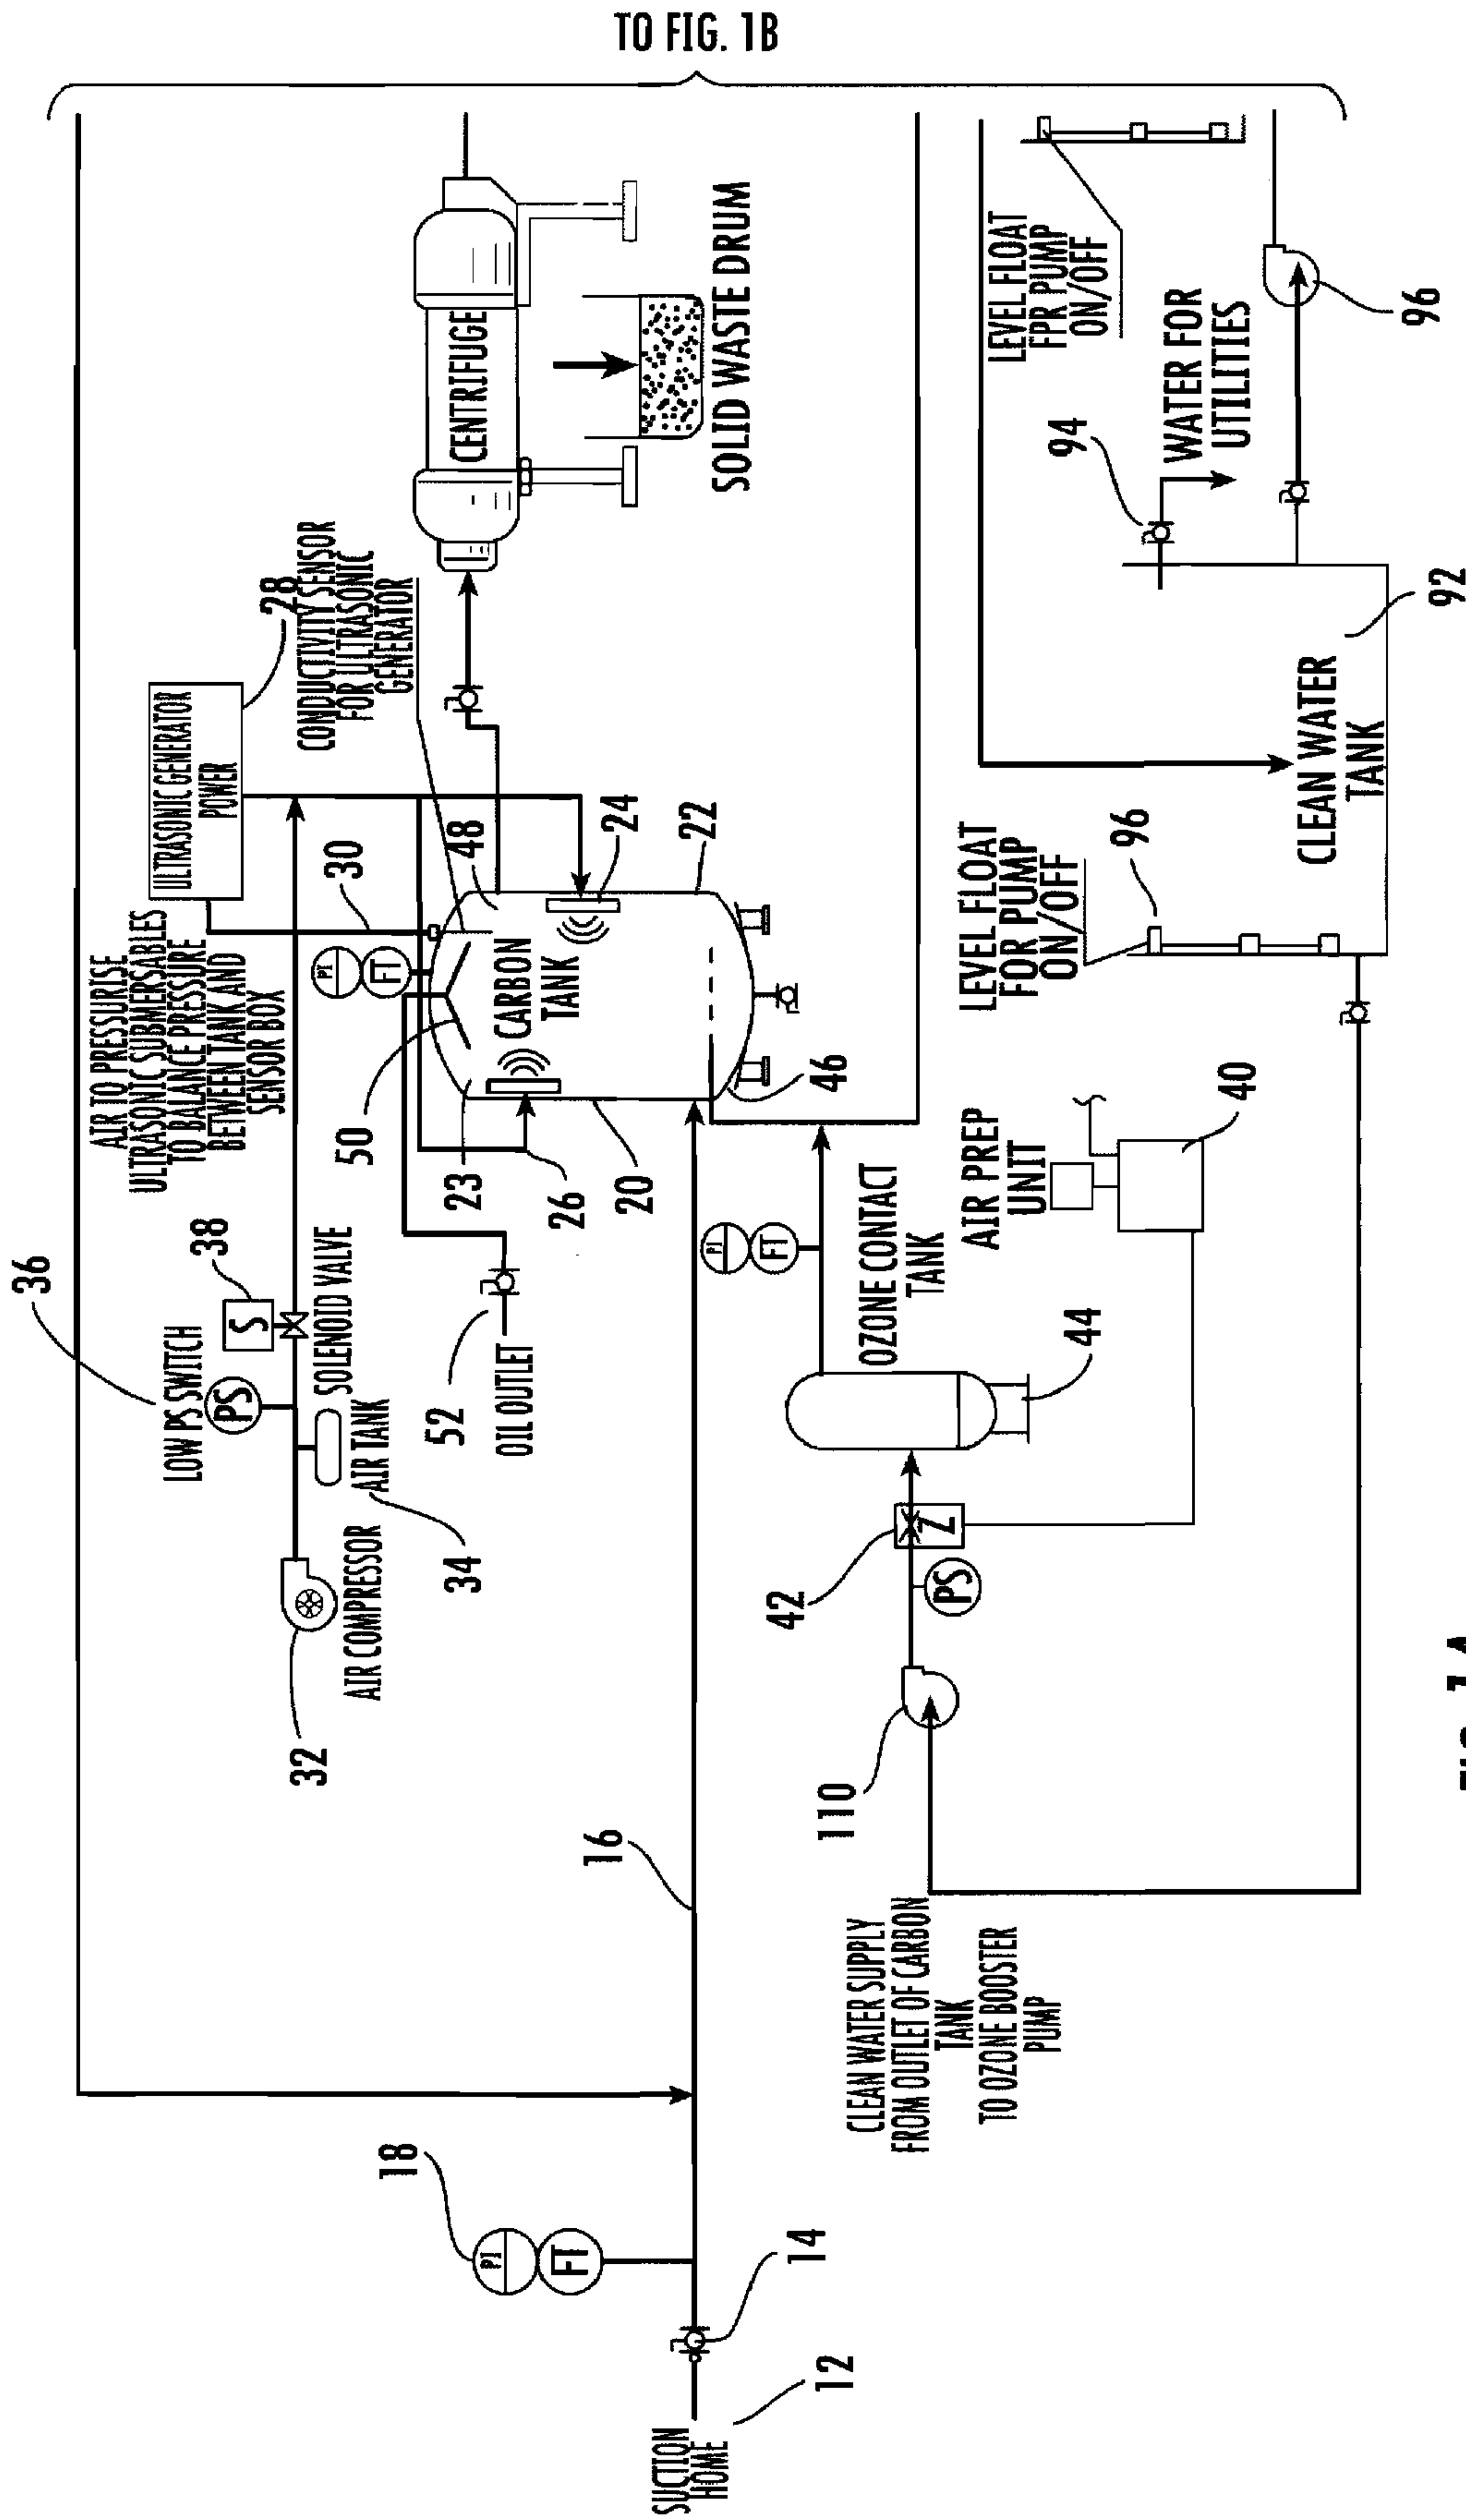 TO FIG. 1B
36
LOW PS SWITCH
PS
38
S
SOLENOID VALVE
AIR TANK
34
AIR COMPRESSOR
32
AIR TO PRESSURISE
ULTRASONIC SUBMERSABLES
TO BALANCE PRESSURE
BETWEEN TANK AND
SENSOR BOX
ULTRASONIC GENERATOR
POWER
28
CONDUCTIVITY SENSOR
FOR ULTRASONIC
GENERATOR
30
PI
FT
50
48
23
26
20
CARBON
TANK
24
22
46
52
OIL OUTLET
CENTRIFUGE
SOLID WASTE DRUM
18
PI
FT
16
14
12
SUCTION
HOME
PI
FT
OZONE CONTACT
TANK
44
42
Z
PS
110
AIR PREP
UNIT
40
CLEAN WATER SUPPLY
FROM OUTLET OF CARBON
TANK
TO OZONE BOOSTER
PUMP
LEVEL FLOAT
FOR PUMP
ON/OFF
96
CLEAN WATER
TANK
92
94
WATER FOR
UTILITIES
LEVEL FLOAT
FPR PUMP
ON/OFF
96